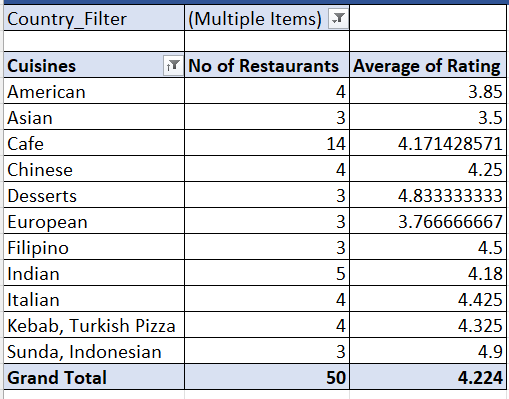 Country_Filter (Multiple Items)
Cuisines No of Restaurants Average of Rating
American 4 3.85
Asian 3 3.5
Cafe 14 4.171428571
Chinese 4 4.25
Desserts 3 4.833333333
European 3 3.766666667
Filipino 3 4.5
Indian 5 4.18
Italian 4 4.425
Kebab, Turkish Pizza 4 4.325
Sunda, Indonesian 3 4.9
Grand Total 50 4.224